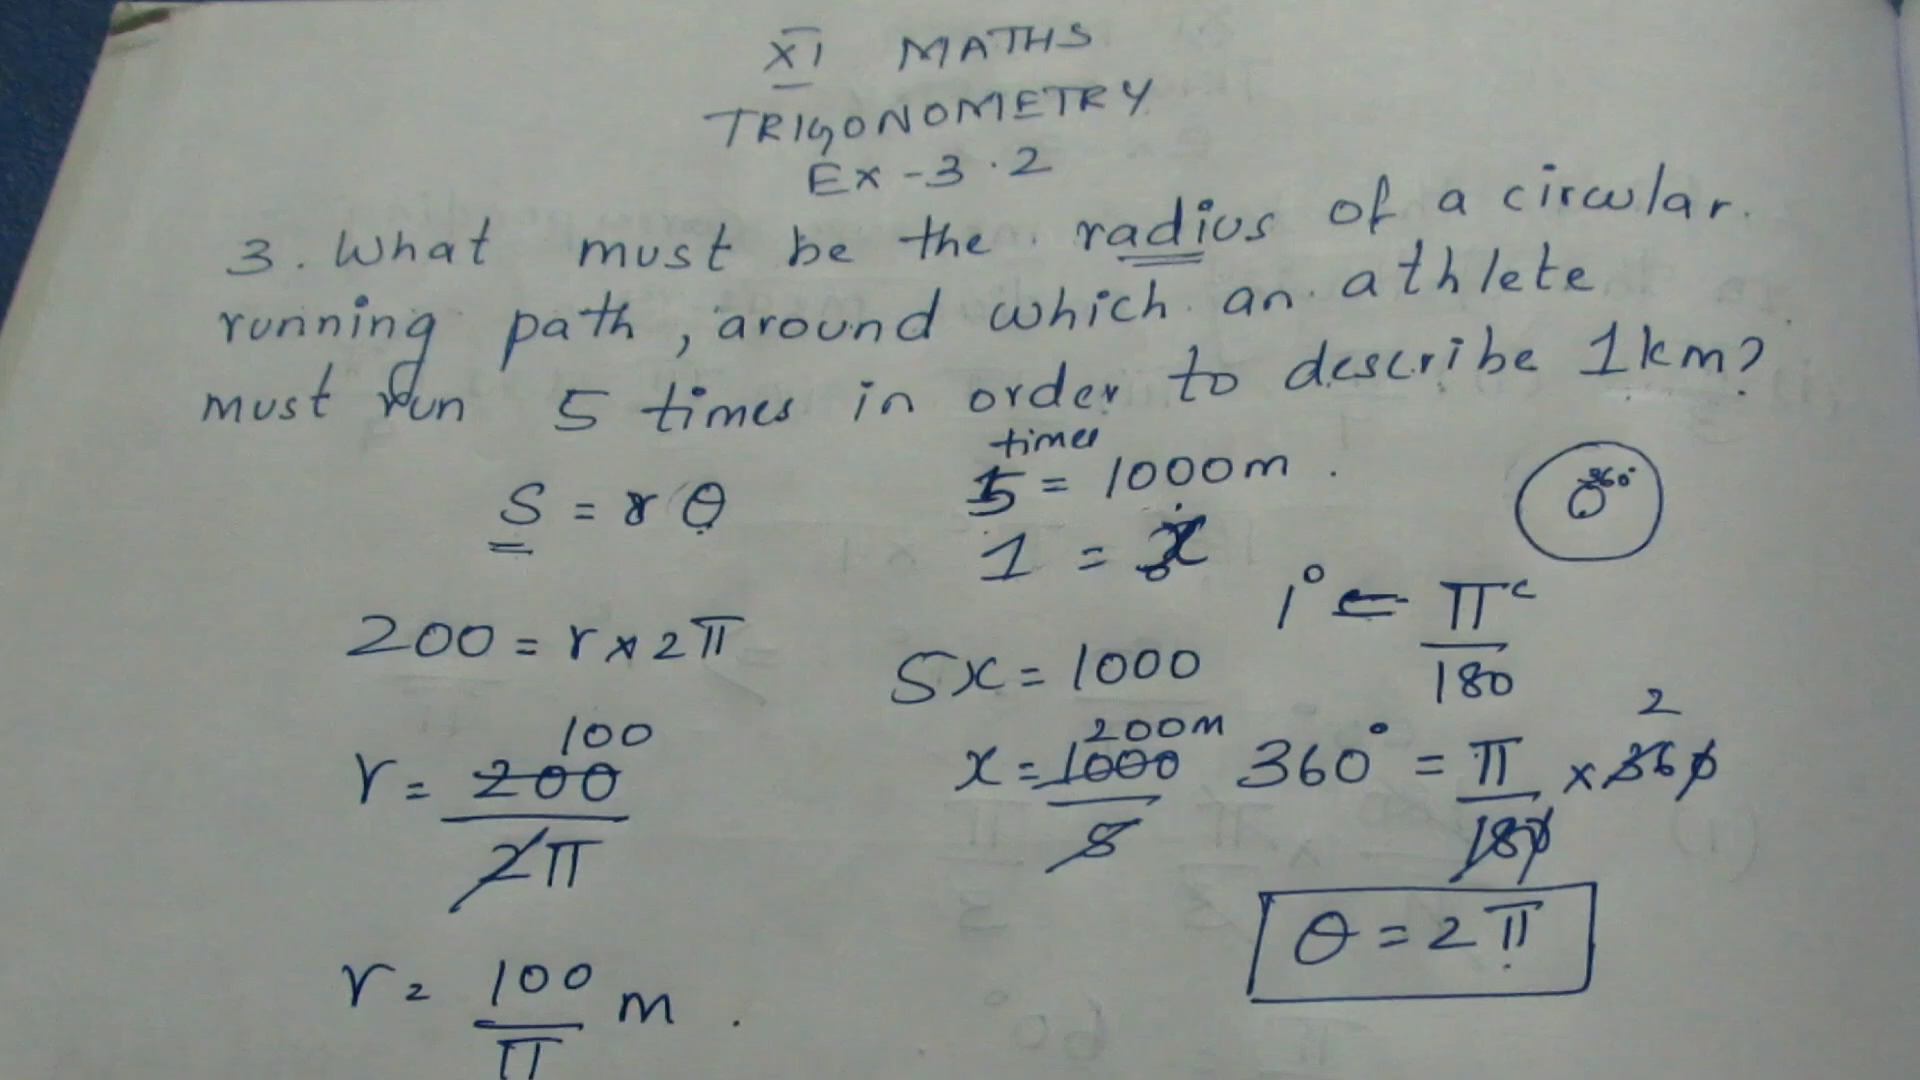 XI MATHS
TRIGONOMETRY
Ex - 3.2
3. What must be the radius of a circular
running path, around which an athlete
must run 5 times in order to describe 1km?
S = rθ
times
5 = 1000m
360°
1 = x
1° = π^c / 180
200 = r × 2π
5x = 1000
r = 200 / 2π
100
x = 1000 / 5
200m
360° = π / 180 × 360
2
θ = 2π
r = 100 / π m.